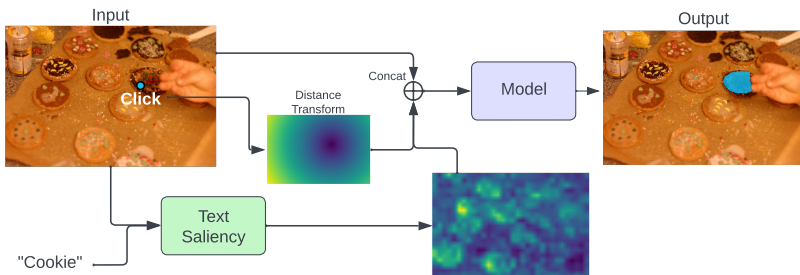 Input
Output
Click
Distance
Transform
Concat
Model
Text
Saliency
"Cookie"